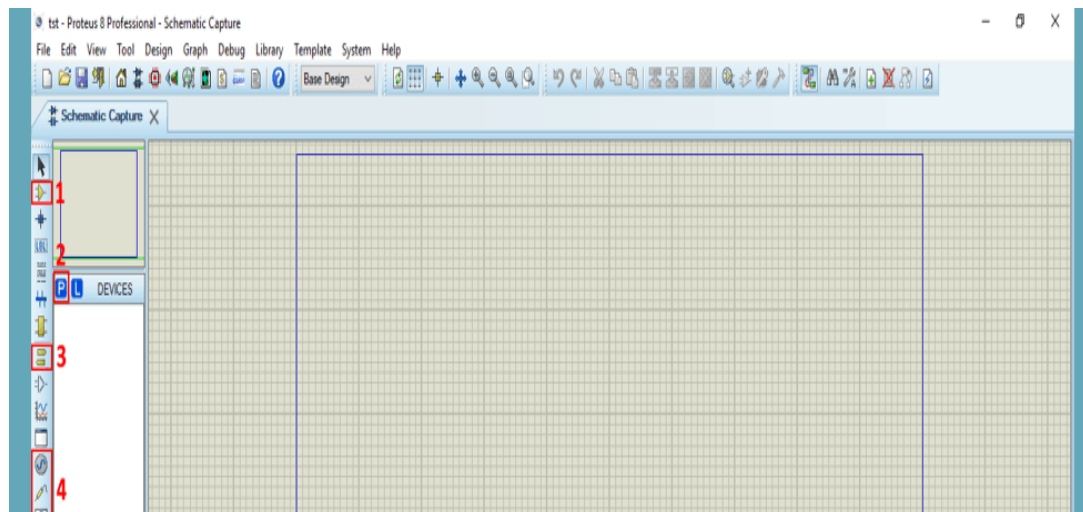 tst - Proteus 8 Professional - Schematic Capture
File Edit View Tool Design Graph Debug Library Template System Help
Base Design
Schematic Capture
1
LBL
2
P L DEVICES
3
4